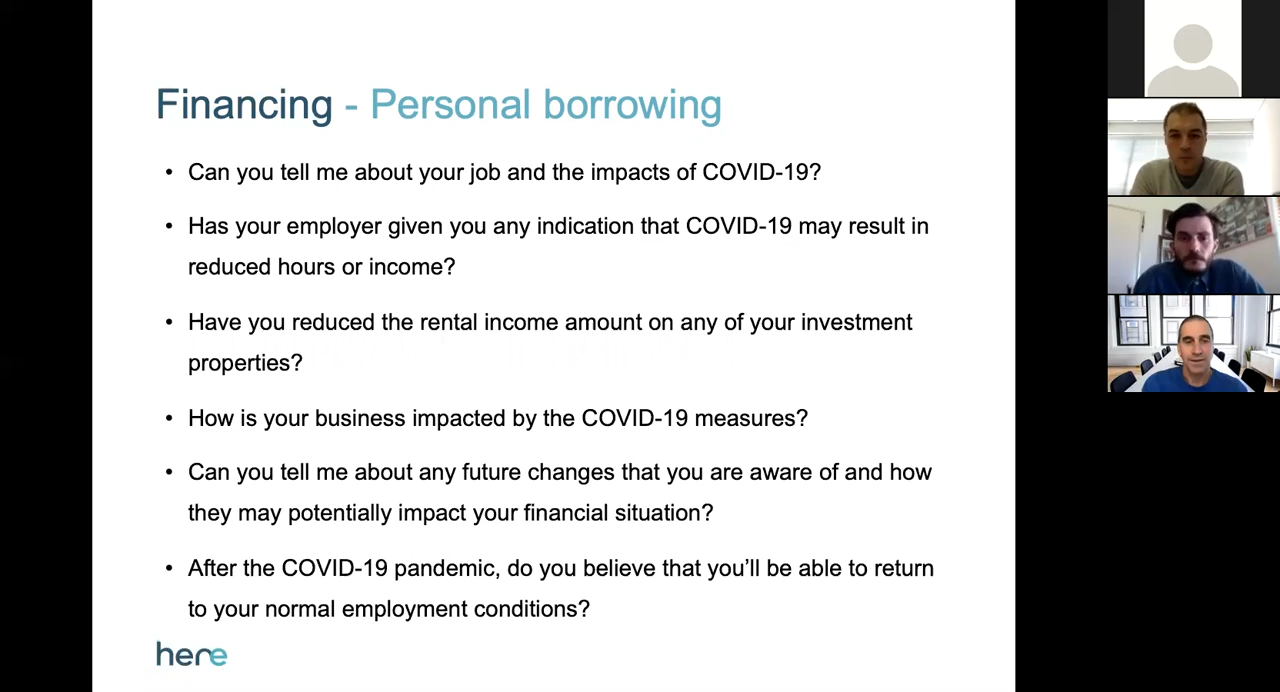 Financing - Personal borrowing
• Can you tell me about your job and the impacts of COVID-19?
• Has your employer given you any indication that COVID-19 may result in
reduced hours or income?
• Have you reduced the rental income amount on any of your investment
properties?
• How is your business impacted by the COVID-19 measures?
• Can you tell me about any future changes that you are aware of and how
they may potentially impact your financial situation?
• After the COVID-19 pandemic, do you believe that you’ll be able to return
to your normal employment conditions?
here